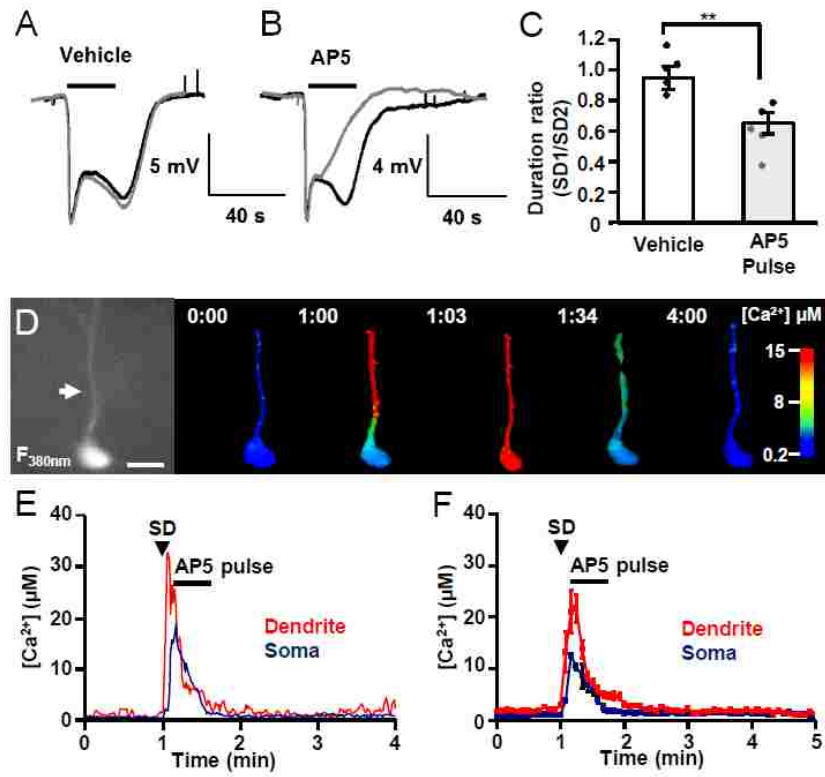 A
Vehicle
5 mV
40 s
B
AP5
4 mV
40 s
C
**
Duration ratio
(SD1/SD2)
1.2
1.0
0.8
0.6
0.4
0.2
0
Vehicle
AP5
Pulse
D
F380nm
0:00
1:00
1:03
1:34
4:00
[Ca²⁺] μM
15
8
0.2
E
[Ca²⁺] (μM)
40
30
20
10
0
SD
AP5 pulse
Dendrite
Soma
0 1 2 3 4
Time (min)
F
[Ca²⁺] (μM)
40
30
20
10
0
SD
AP5 pulse
Dendrite
Soma
0 1 2 3 4 5
Time (min)